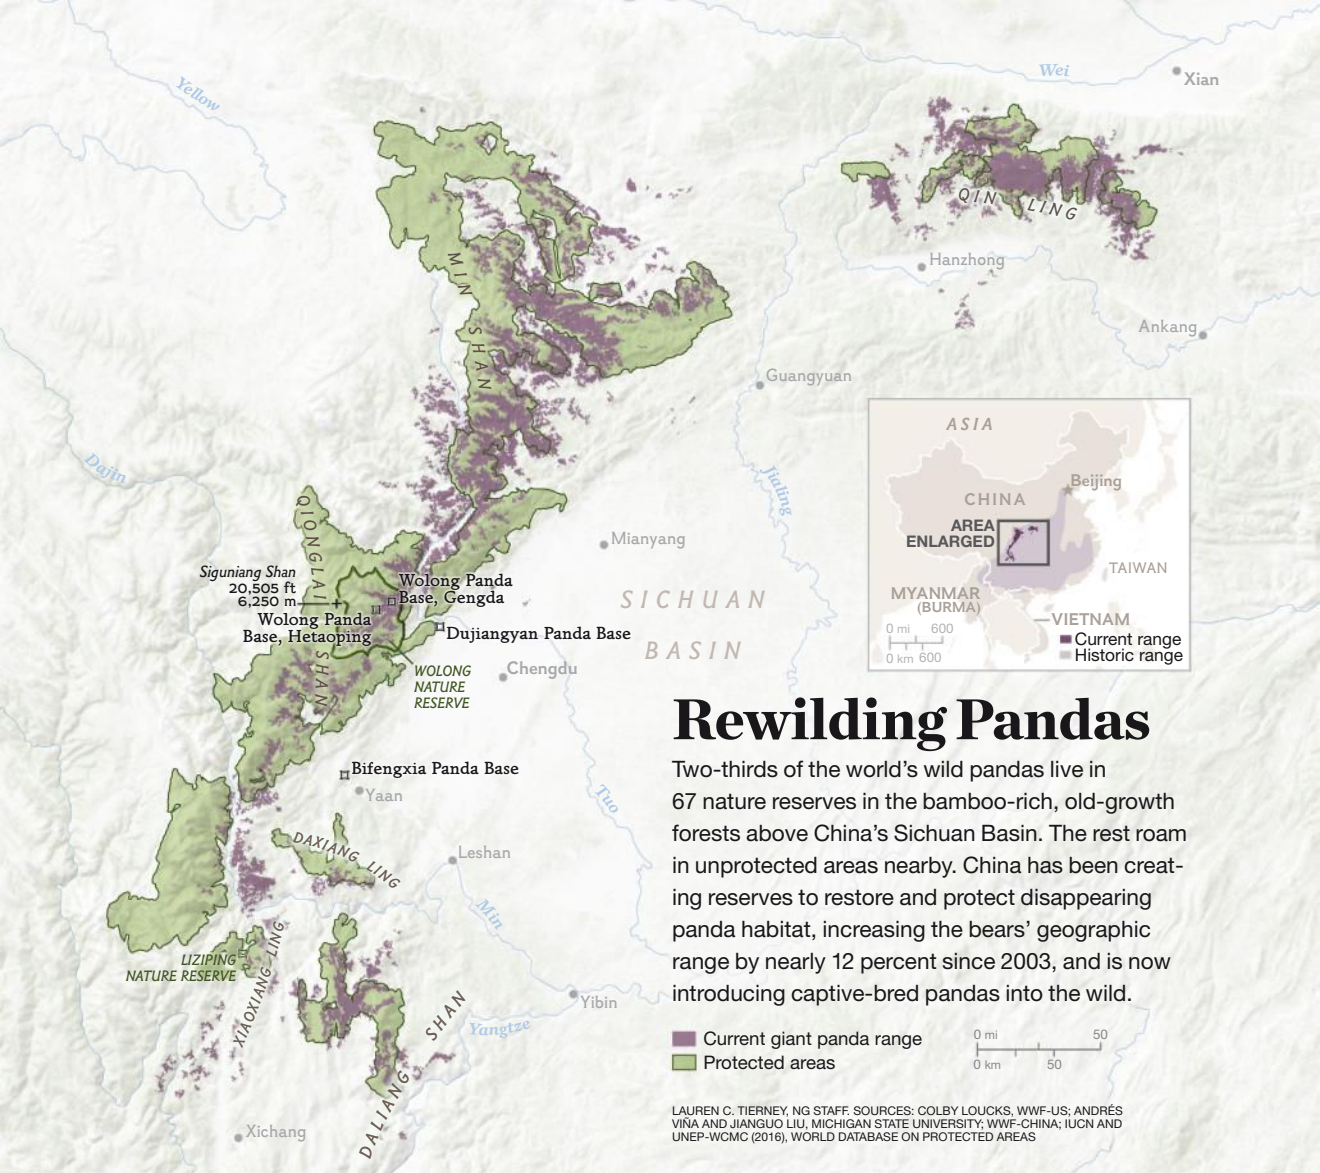 Yellow
Wei
Xian
QIN LING
MIN SHAN
Hanzhong
Ankang
Guangyuan
Dajin
Jialing
ASIA
Beijing
CHINA
AREA
ENLARGED
TAIWAN
MYANMAR
(BURMA)
VIETNAM
0 mi 600
0 km 600
Current range
Historic range
QIONGLAI SHAN
Mianyang
Siguniang Shan
20,505 ft
6,250 m
Wolong Panda
Base, Gengda
Wolong Panda
Base, Hetaoping
Dujiangyan Panda Base
SICHUAN
BASIN
WOLONG
NATURE
RESERVE
Chengdu
Bifengxia Panda Base
Yaan
Tuo
DAXIANG LING
Leshan
Min
LIZIPING
NATURE RESERVE
XIAOXIANG LING
Yibin
Yangtze
DALIANG SHAN
Xichang
Rewilding Pandas
Two-thirds of the world's wild pandas live in
67 nature reserves in the bamboo-rich, old-growth
forests above China's Sichuan Basin. The rest roam
in unprotected areas nearby. China has been creat-
ing reserves to restore and protect disappearing
panda habitat, increasing the bears' geographic
range by nearly 12 percent since 2003, and is now
introducing captive-bred pandas into the wild.
Current giant panda range
Protected areas
0 mi 50
0 km 50
LAUREN C. TIERNEY, NG STAFF. SOURCES: COLBY LOUCKS, WWF-US; ANDRÉS
VIÑA AND JIANGUO LIU, MICHIGAN STATE UNIVERSITY; WWF-CHINA; IUCN AND
UNEP-WCMC (2016), WORLD DATABASE ON PROTECTED AREAS